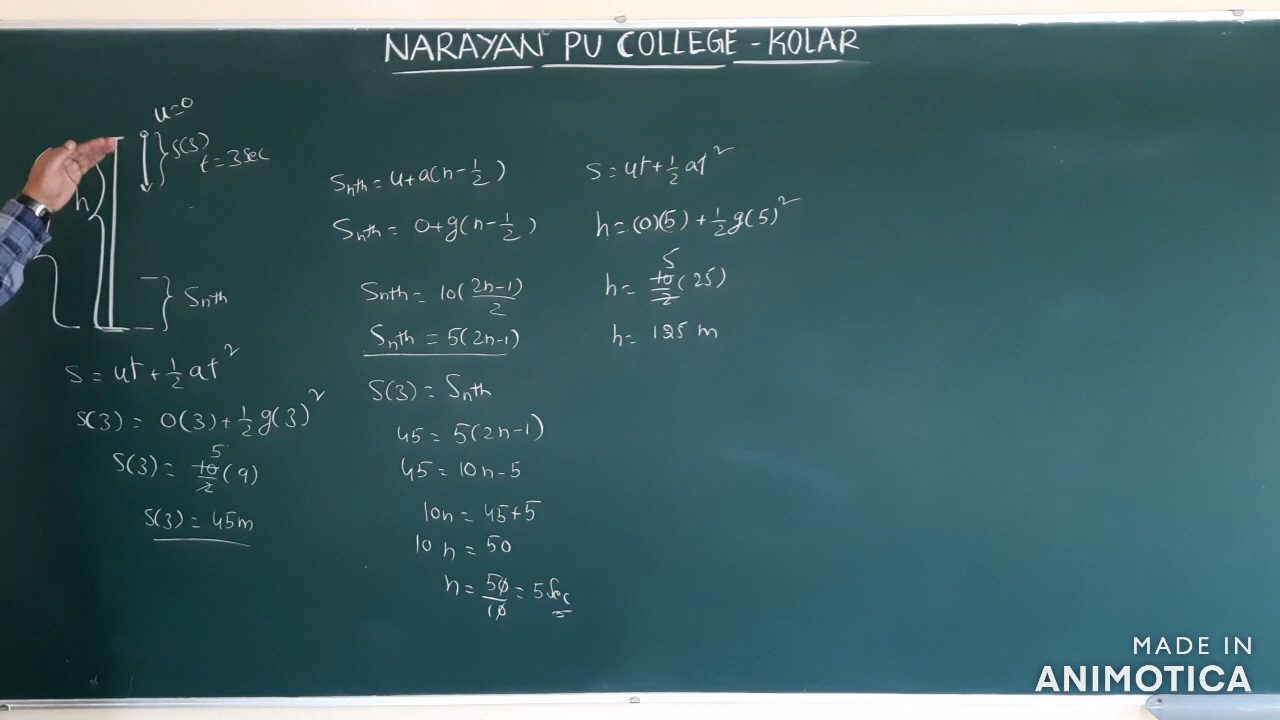 NARAYAN PU COLLEGE - KOLAR
u=0
S(3)
t=3sec
h
Snth
S = ut + 1/2 at²
S(3) = 0(3) + 1/2 g(3)²
S(3) = 10/2 (9) 5
S(3) = 45m
Snth = u+a(n-1/2)
Snth = 0+g(n-1/2)
Snth = 10(2n-1/2)
Snth = 5(2n-1)
S(3) = Snth
45 = 5(2n-1)
45 = 10n-5
10n = 45+5
10n = 50
n = 50/10 = 5 Sec
S = ut + 1/2 at²
h = (0)(5) + 1/2 g(5)²
h = 10/2 (25) 5
h = 125 m
MADE IN
ANIMOTICA